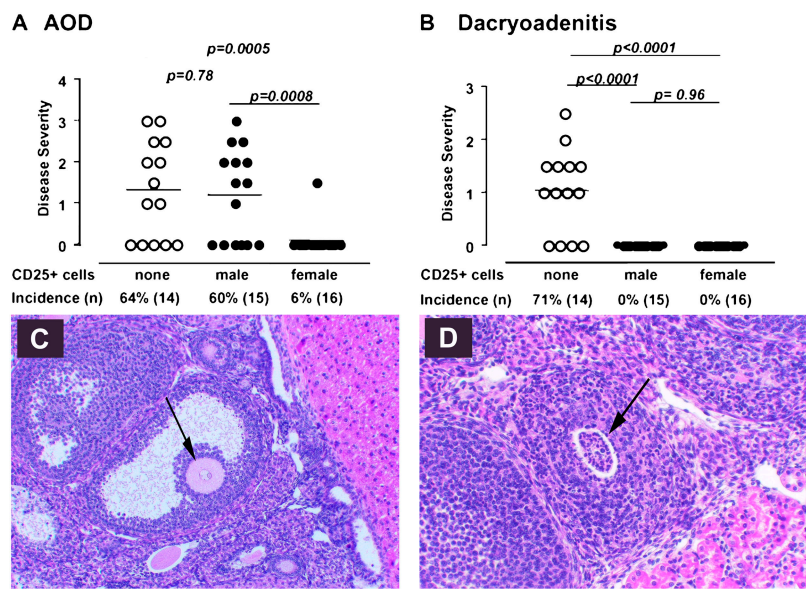 A AOD
p=0.0005
p=0.78
p=0.0008
Disease Severity
4
3
2
1
0
CD25+ cells none male female
Incidence (n) 64% (14) 60% (15) 6% (16)
B Dacryoadenitis
p<0.0001
p<0.0001
p= 0.96
Disease Severity
3
2
1
0
CD25+ cells none male female
Incidence (n) 71% (14) 0% (15) 0% (16)
C
D